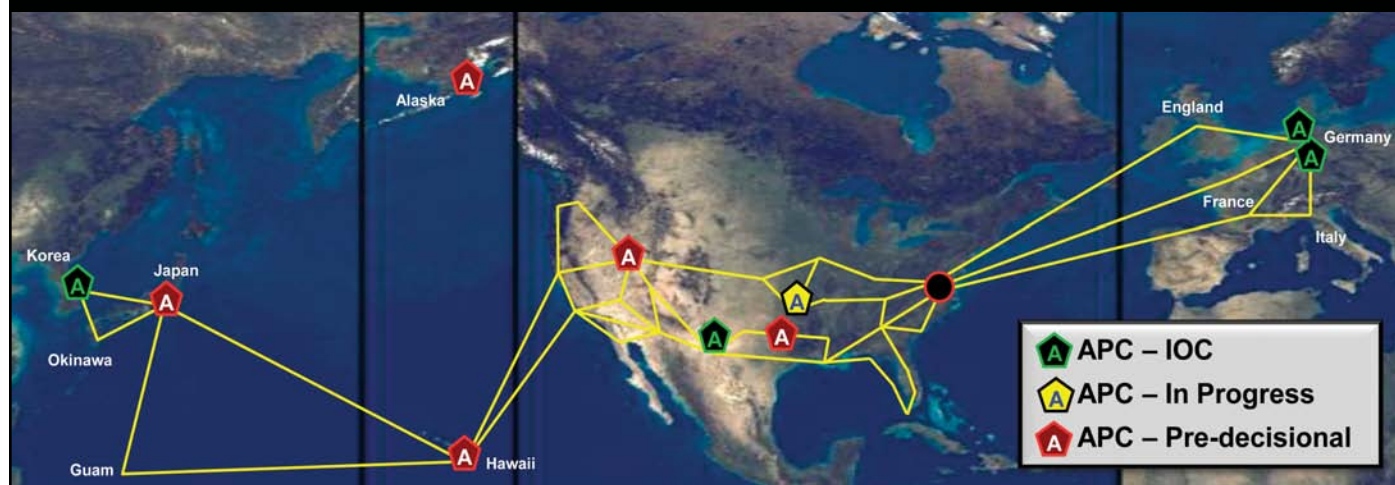 A
Alaska
England
A
Germany
A
France
Italy
Korea
Japan
A
A
A
A
A
A
Okinawa
Guam
A
Hawaii
A APC – IOC
A APC – In Progress
A APC – Pre-decisional